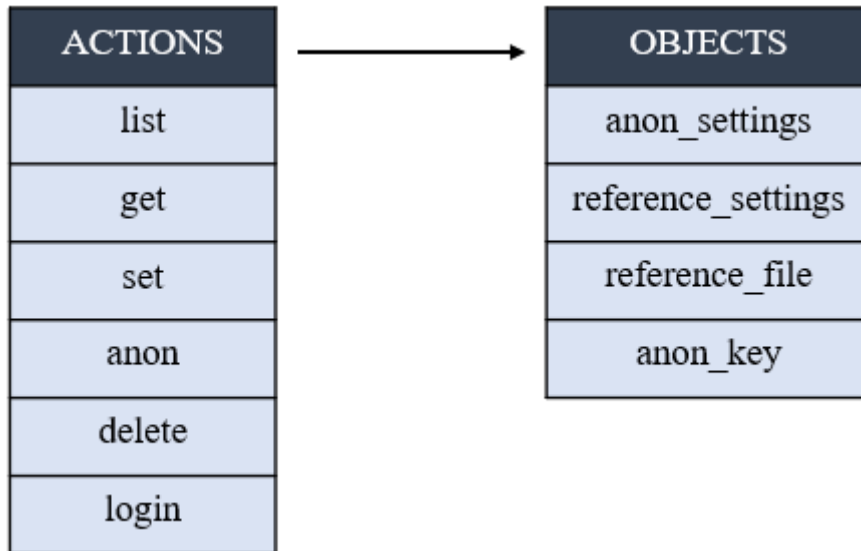 ACTIONS
list
get
set
anon
delete
login
OBJECTS
anon_settings
reference_settings
reference_file
anon_key